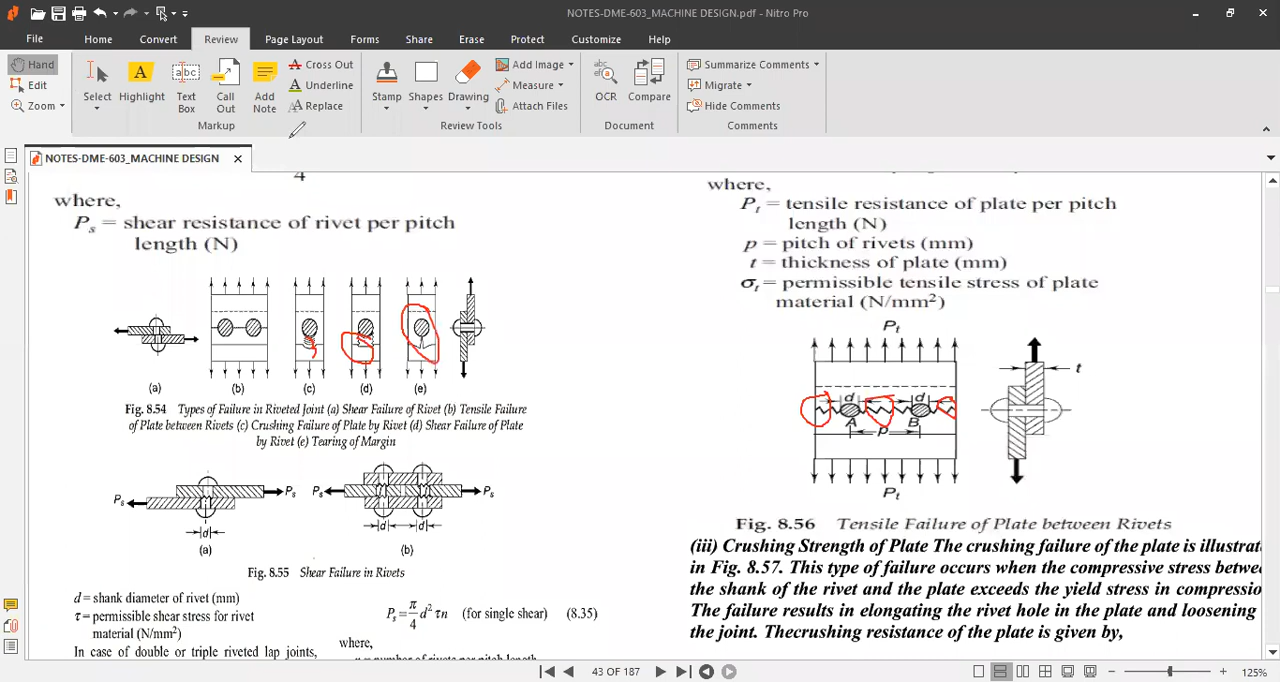 NOTES-DME-603_MACHINE DESIGN.pdf - Nitro Pro
File Home Convert Review Page Layout Forms Share Erase Protect Customize Help
Hand
Edit
Zoom
Select
Highlight
Text Box
Call Out
Add Note
Cross Out
Underline
Replace
Markup
Stamp
Shapes
Drawing
Add Image
Measure
Attach Files
Review Tools
OCR
Compare
Document
Summarize Comments
Migrate
Hide Comments
Comments
NOTES-DME-603_MACHINE DESIGN
4
where,
Ps = shear resistance of rivet per pitch
length (N)
(a) (b) (c) (d) (e)
Fig. 8.54 Types of Failure in Riveted Joint (a) Shear Failure of Rivet (b) Tensile Failure
of Plate between Rivets (c) Crushing Failure of Plate by Rivet (d) Shear Failure of Plate
by Rivet (e) Tearing of Margin
Ps Ps Ps Ps
d d d
(a) (b)
Fig. 8.55 Shear Failure in Rivets
d = shank diameter of rivet (mm)
τ = permissible shear stress for rivet
material (N/mm²)
In case of double or triple riveted lap joints,
Ps = π/4 d² τ n (for single shear) (8.35)
where,
n = number of rivets per pitch length
where,
Pt = tensile resistance of plate per pitch
length (N)
p = pitch of rivets (mm)
t = thickness of plate (mm)
σt = permissible tensile stress of plate
material (N/mm²)
Pt
t
d d
A B
p
Pt
Fig. 8.56 Tensile Failure of Plate between Rivets
(iii) Crushing Strength of Plate The crushing failure of the plate is illustrat
in Fig. 8.57. This type of failure occurs when the compressive stress betwe
the shank of the rivet and the plate exceeds the yield stress in compressio
The failure results in elongating the rivet hole in the plate and loosening
the joint. Thecrushing resistance of the plate is given by,
43 OF 187
125%